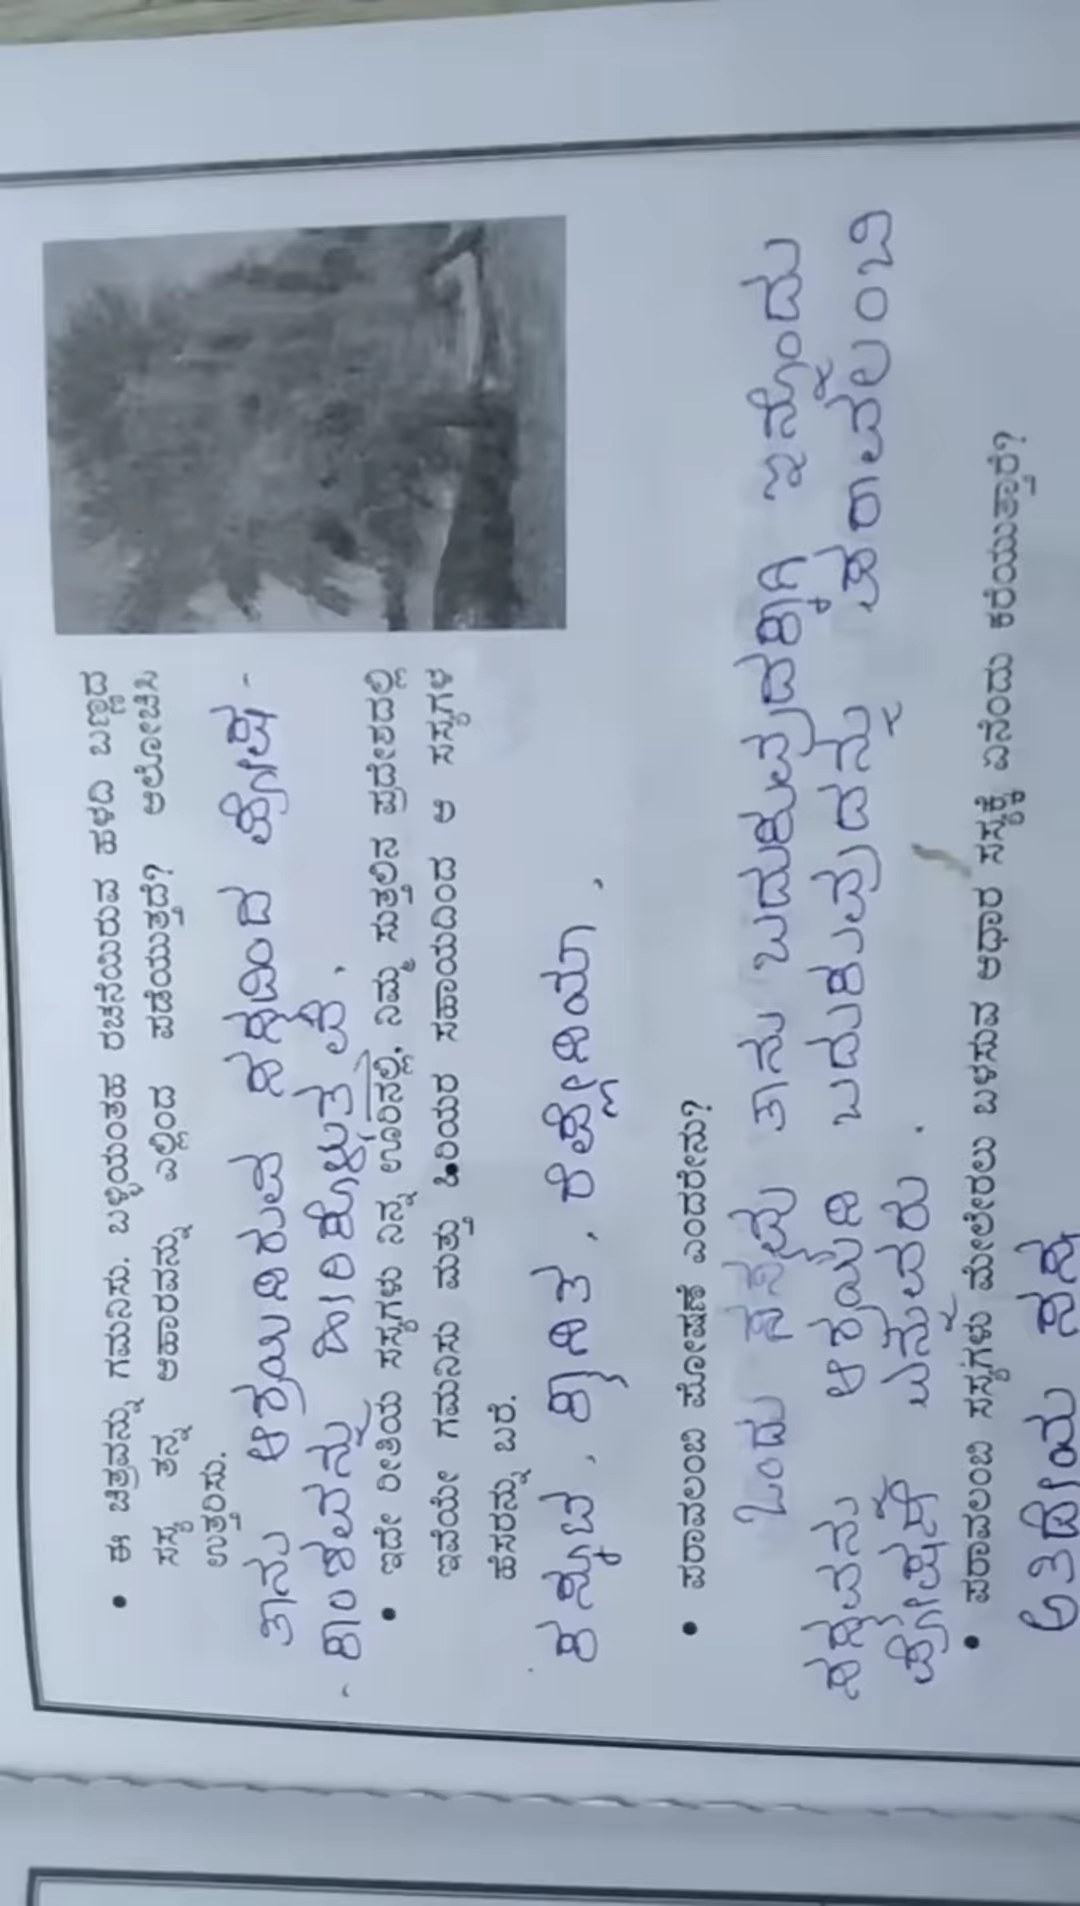 • ಈ ಚಿತ್ರವನ್ನು ಗಮನಿಸು. ಬಳ್ಳಿಯಂತಹ ರಚನೆಯಿರುವ ಹಳದಿ ಬಣ್ಣದ
ಸಸ್ಯ ತನ್ನ ಆಹಾರವನ್ನು ಎಲ್ಲಿಂದ ಪಡೆಯುತ್ತದೆ? ಆಲೋಚಿಸಿ
ಉತ್ತರಿಸು.
ತಾನು ಆಶ್ರಯಿಸಿರುವ ಸಸ್ಯದಿಂದ ಪೋಷ-
-ಕಾಂಶವನ್ನು ಹೀರಿಕೊಳ್ಳುತ್ತದೆ.
• ಇದೇ ರೀತಿಯ ಸಸ್ಯಗಳು ನಿನ್ನ ಊರಿನಲ್ಲಿ, ನಿಮ್ಮ ಸುತ್ತಲಿನ ಪ್ರದೇಶದಲ್ಲಿ
ಇವೆಯೇ ಗಮನಿಸು ಮತ್ತು ಹಿರಿಯರ ಸಹಾಯದಿಂದ ಆ ಸಸ್ಯಗಳ
ಹೆಸರನ್ನು ಬರೆ.
ಕಸ್ಕ್ಯುಟ, ಕ್ಯಾಸಿತ, ರೆಫ್ಲೇಸಿಯಾ.
• ಪರಾವಲಂಬಿ ಪೋಷಣೆ ಎಂದರೇನು?
ಒಂದು ಸಸ್ಯವು ತಾನು ಬದುಕುವುದಕ್ಕಾಗಿ ಇನ್ನೊಂದು
ಸಸ್ಯವನು ಆಶ್ರಯಿಸಿ ಬದುಕುವುದನ್ನು ಪರಾವಲಂಬಿ
ಪೋಷಣೆ ಎನ್ನುವರು.
• ಪರಾವಲಂಬಿ ಸಸ್ಯಗಳು ಮೇಲೇರಲು ಬಳಸುವ ಆಧಾರ ಸಸ್ಯಕ್ಕೆ ಏನೆಂದು ಕರೆಯುತ್ತಾರೆ?
ಅತಿಥೇಯ ಸಸ್ಯ